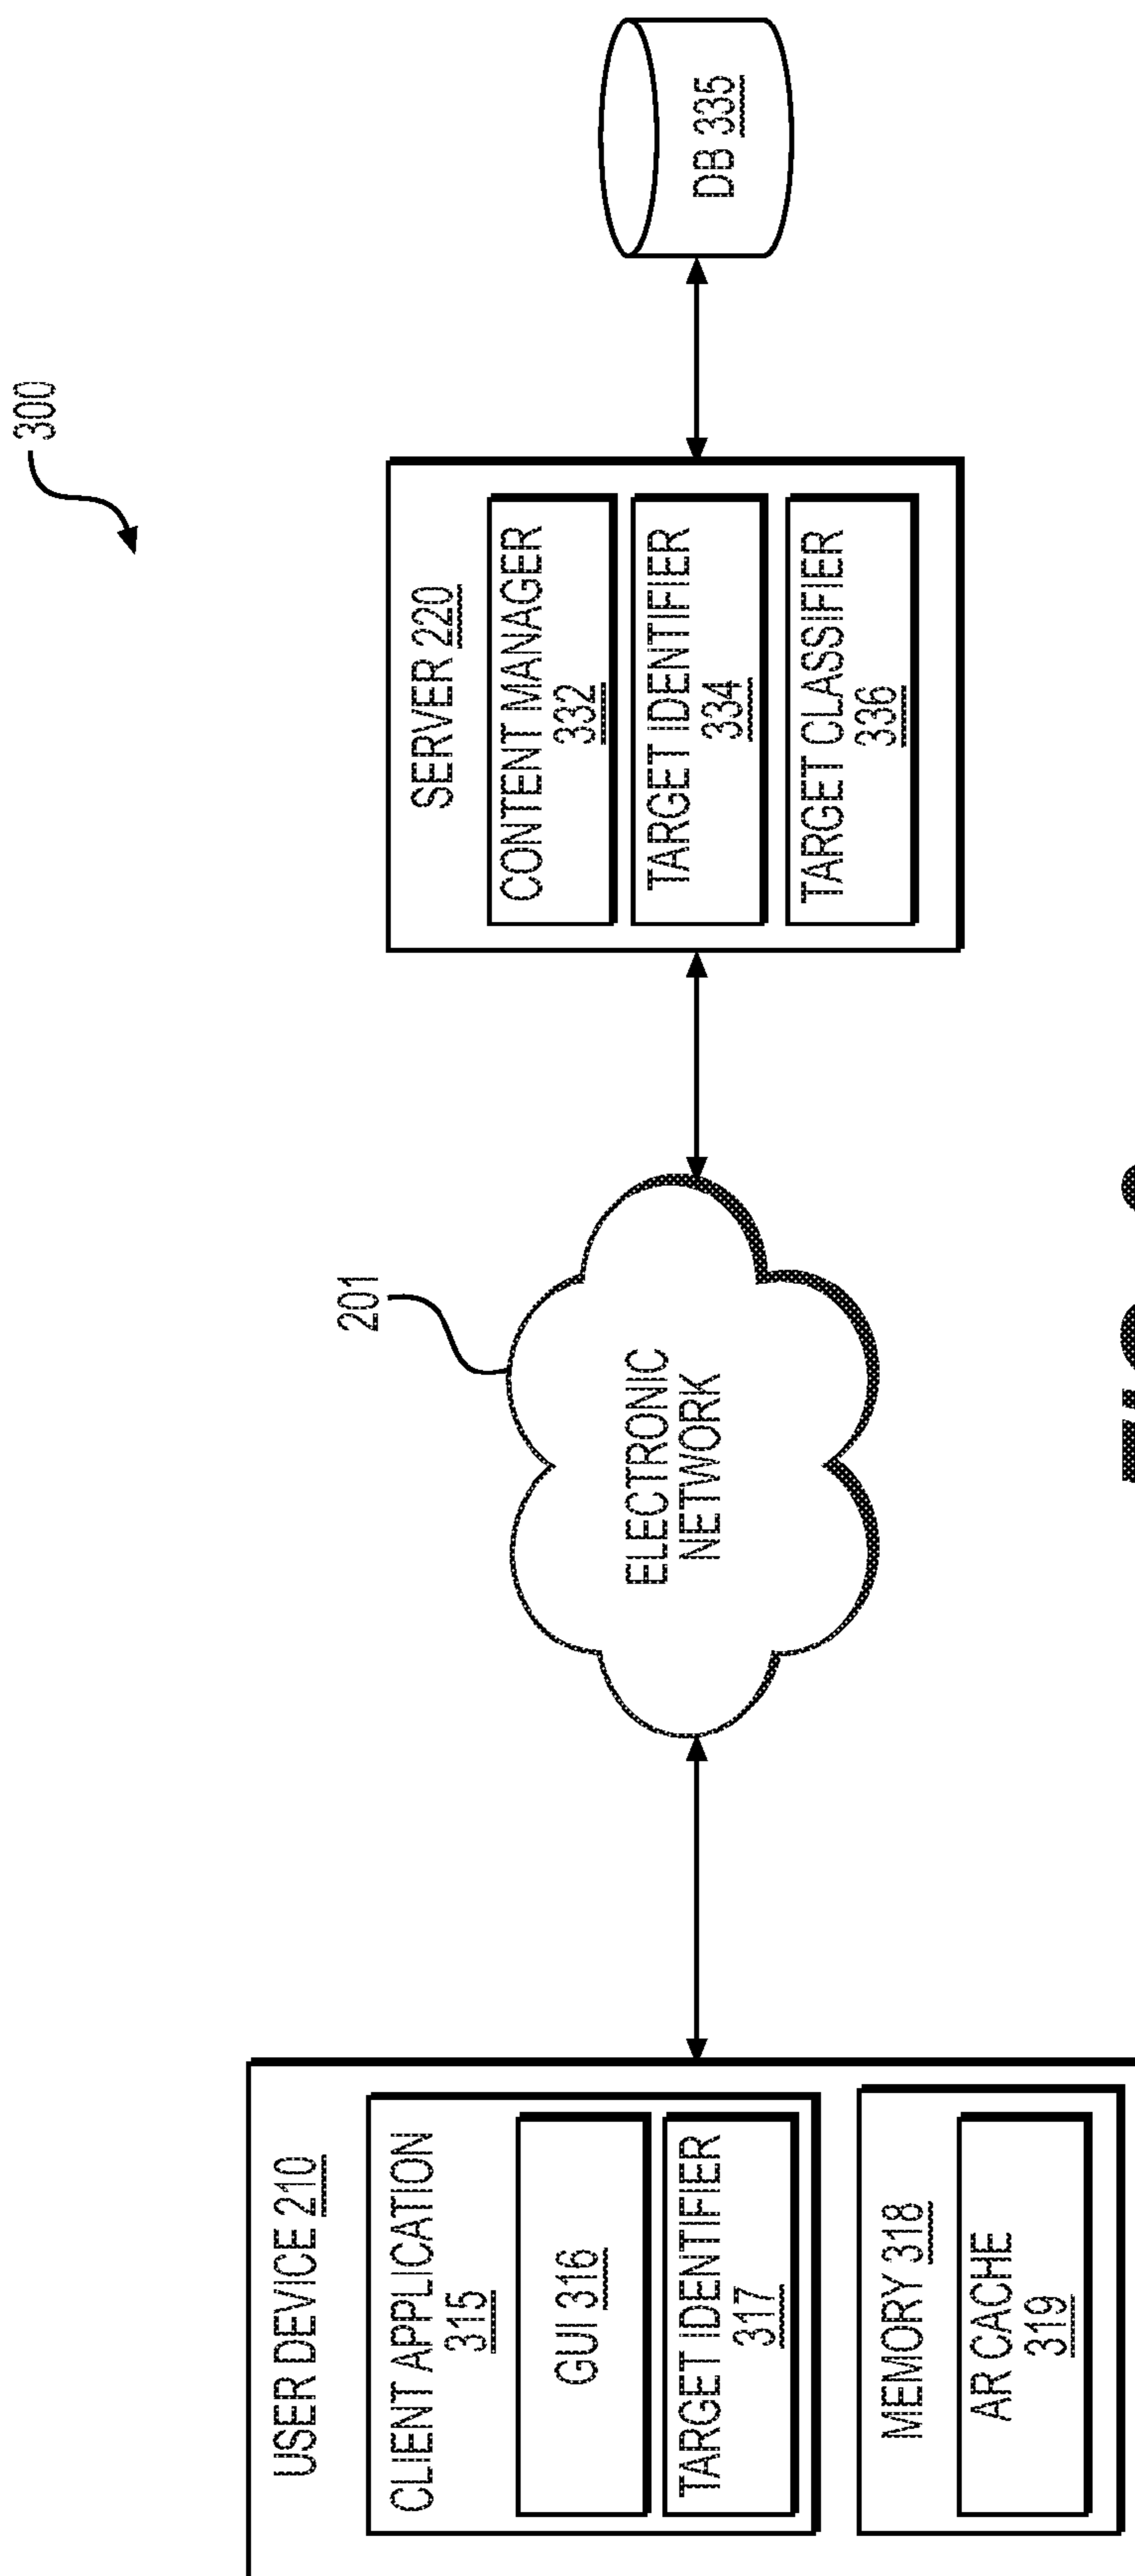 300
USER DEVICE 210
CLIENT APPLICATION
315
GUI 316
TARGET IDENTIFIER
317
MEMORY 318
AR CACHE
319
201
ELECTRONIC
NETWORK
SERVER 220
CONTENT MANAGER
332
TARGET IDENTIFIER
334
TARGET CLASSIFIER
336
DB 335